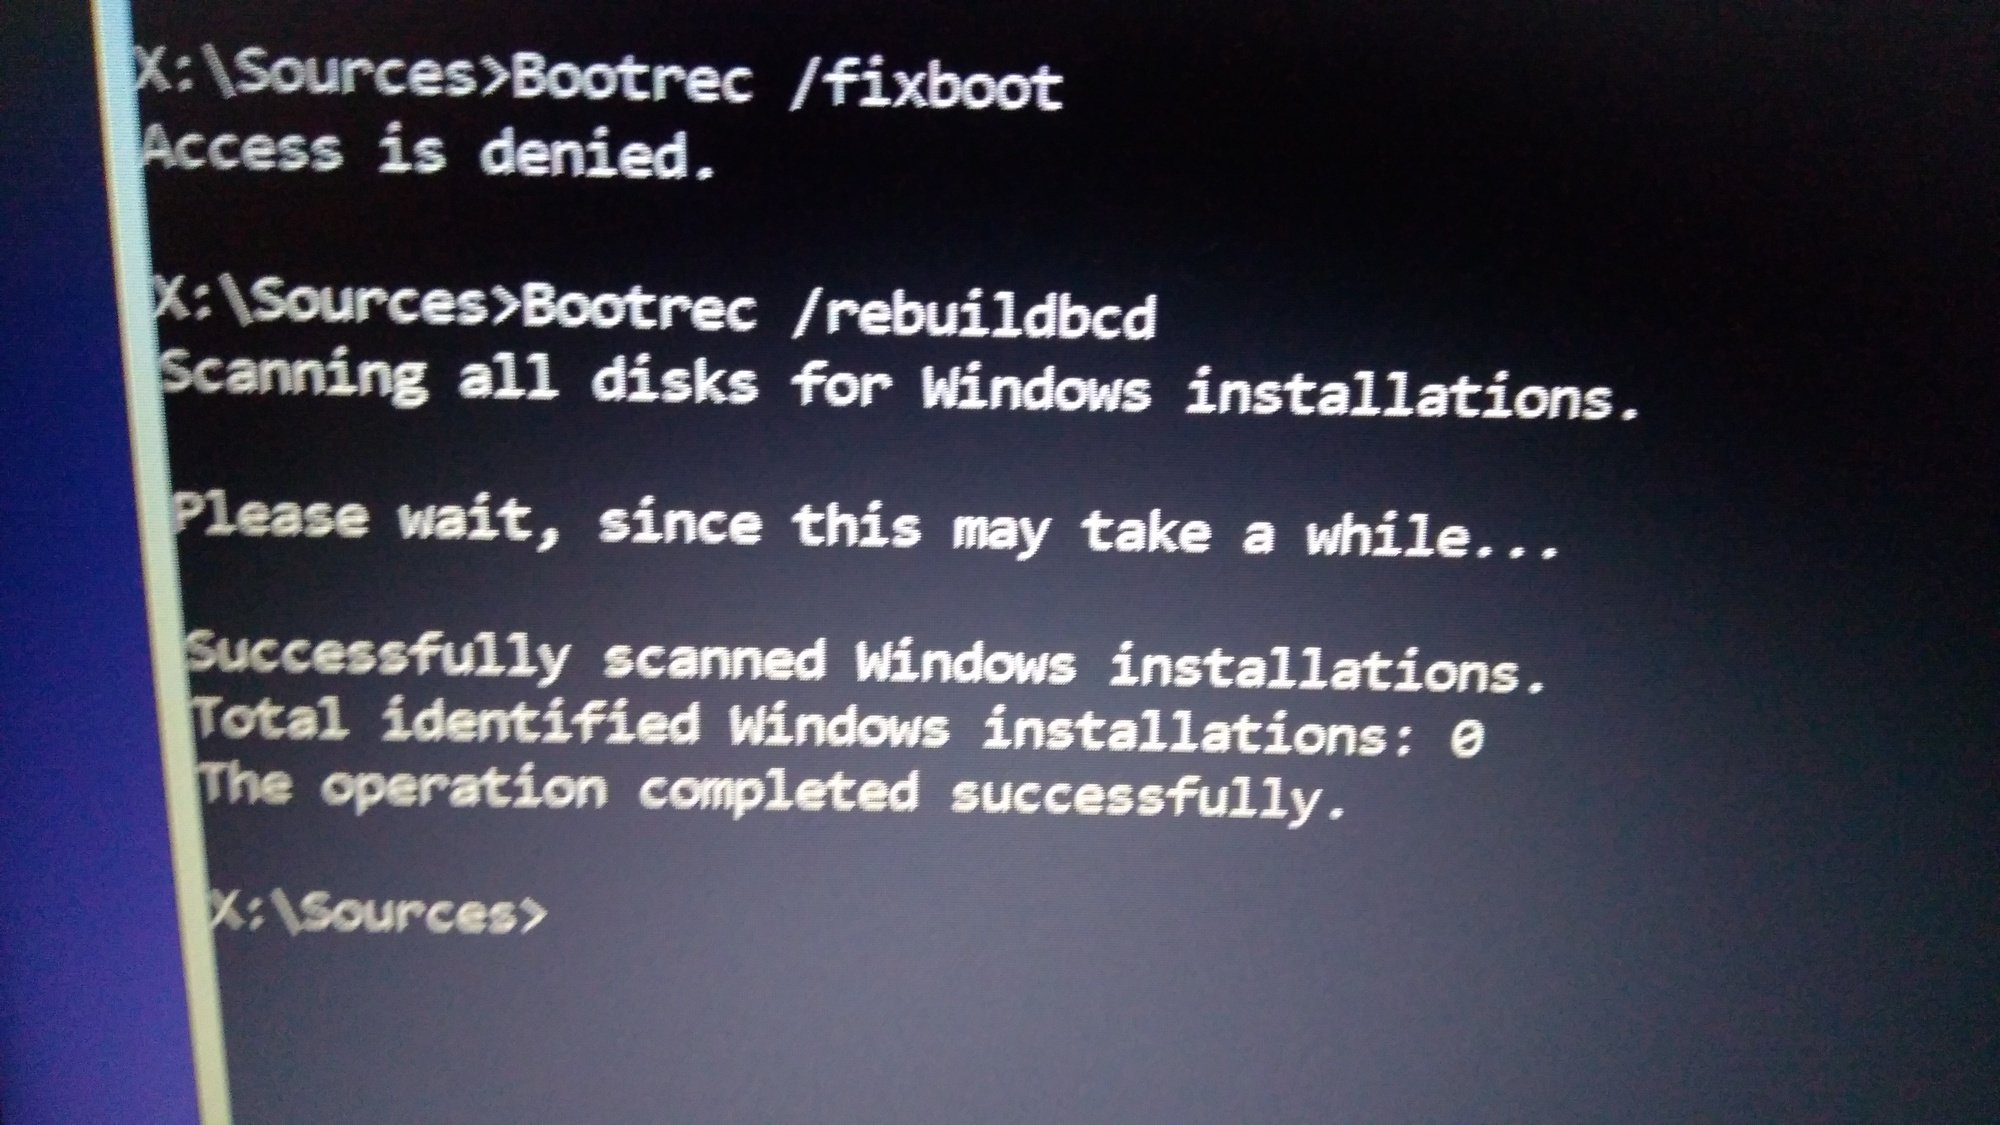 X:\Sources>Bootrec /fixboot
Access is denied.
X:\Sources>Bootrec /rebuildbcd
Scanning all disks for Windows installations.
Please wait, since this may take a while...
Successfully scanned Windows installations.
Total identified Windows installations: 0
The operation completed successfully.
X:\Sources>